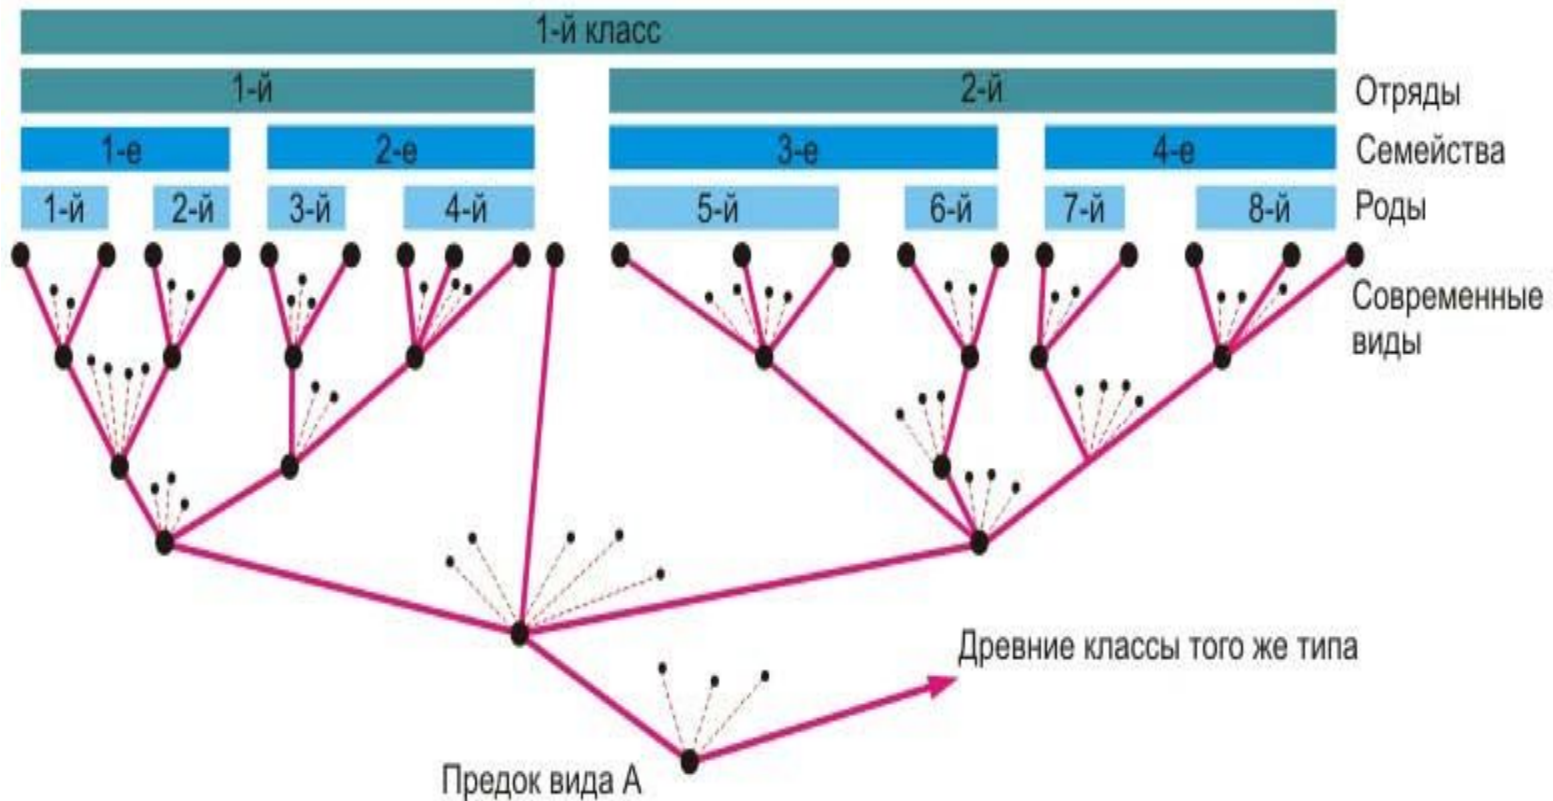 1-й класс
1-й 2-й Отряды
1-е 2-е 3-е 4-е Семейства
1-й 2-й 3-й 4-й 5-й 6-й 7-й 8-й Роды
Современные
виды
Древние классы того же типа
Предок вида А